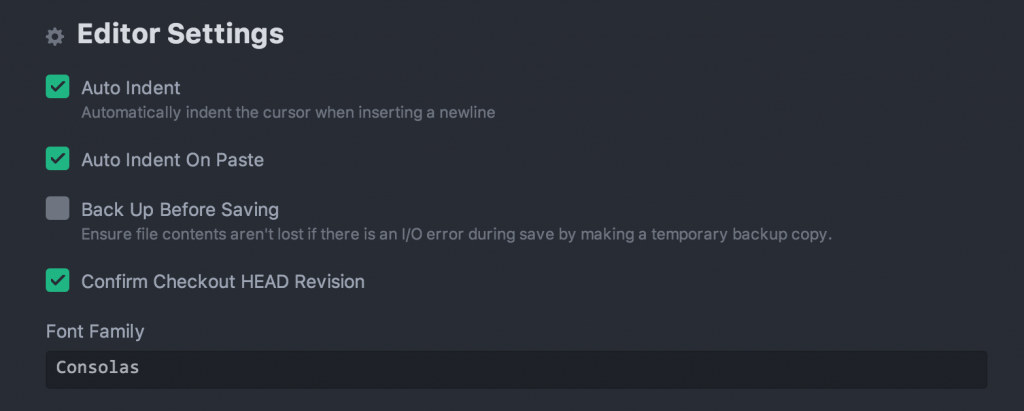 Editor Settings
Auto Indent
Automatically indent the cursor when inserting a newline
Auto Indent On Paste
Back Up Before Saving
Ensure file contents aren't lost if there is an I/O error during save by making a temporary backup copy.
Confirm Checkout HEAD Revision
Font Family
Consolas